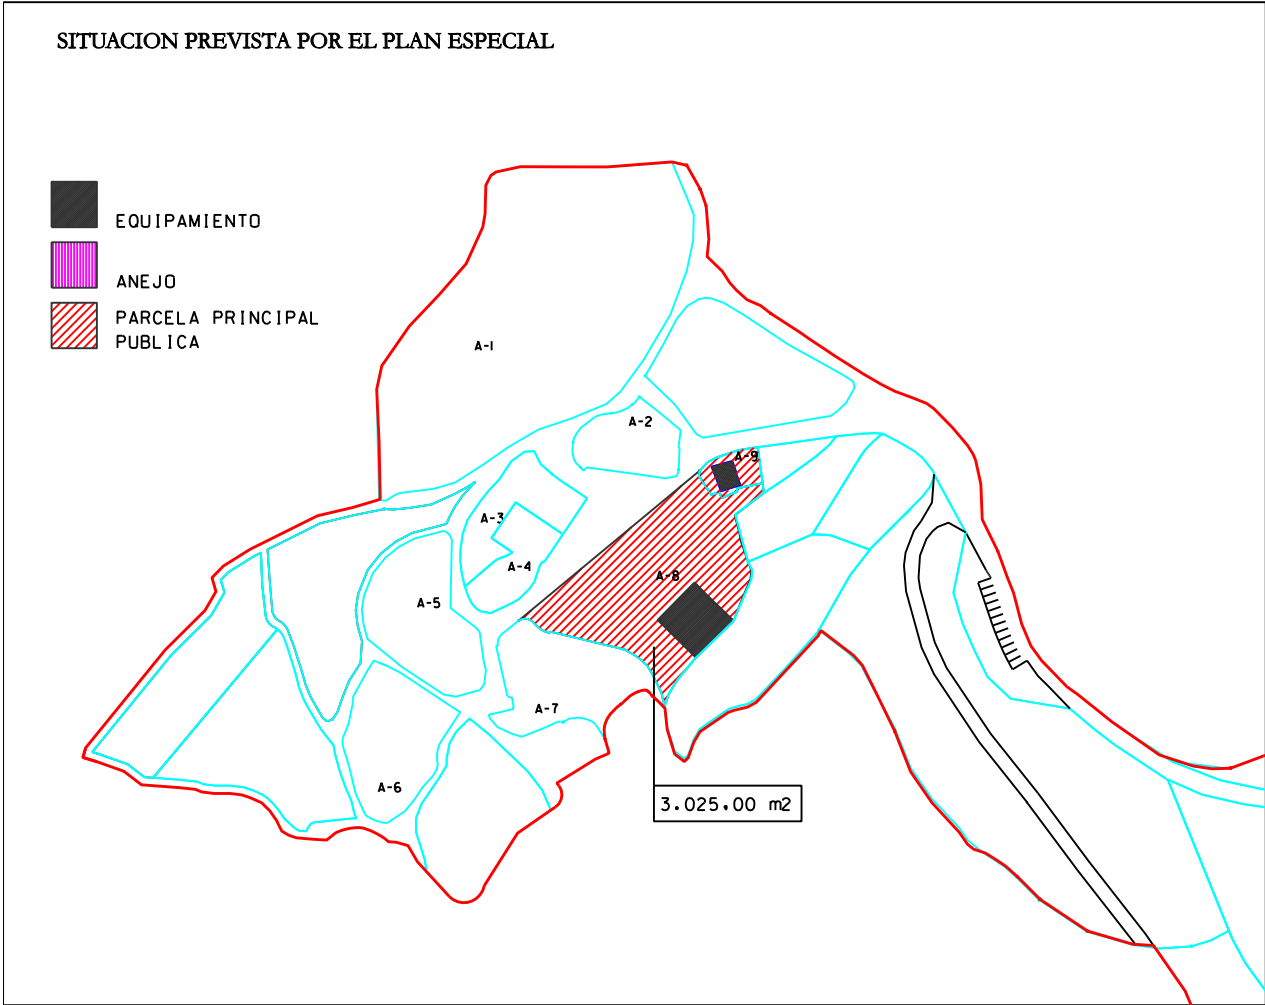 SITUACION PREVISTA POR EL PLAN ESPECIAL
EQUIPAMIENTO
ANEJO
PARCELA PRINCIPAL
PUBLICA
A-1
A-2
A-9
A-3
A-4
A-8
A-5
A-7
A-6
3.025,00 m2